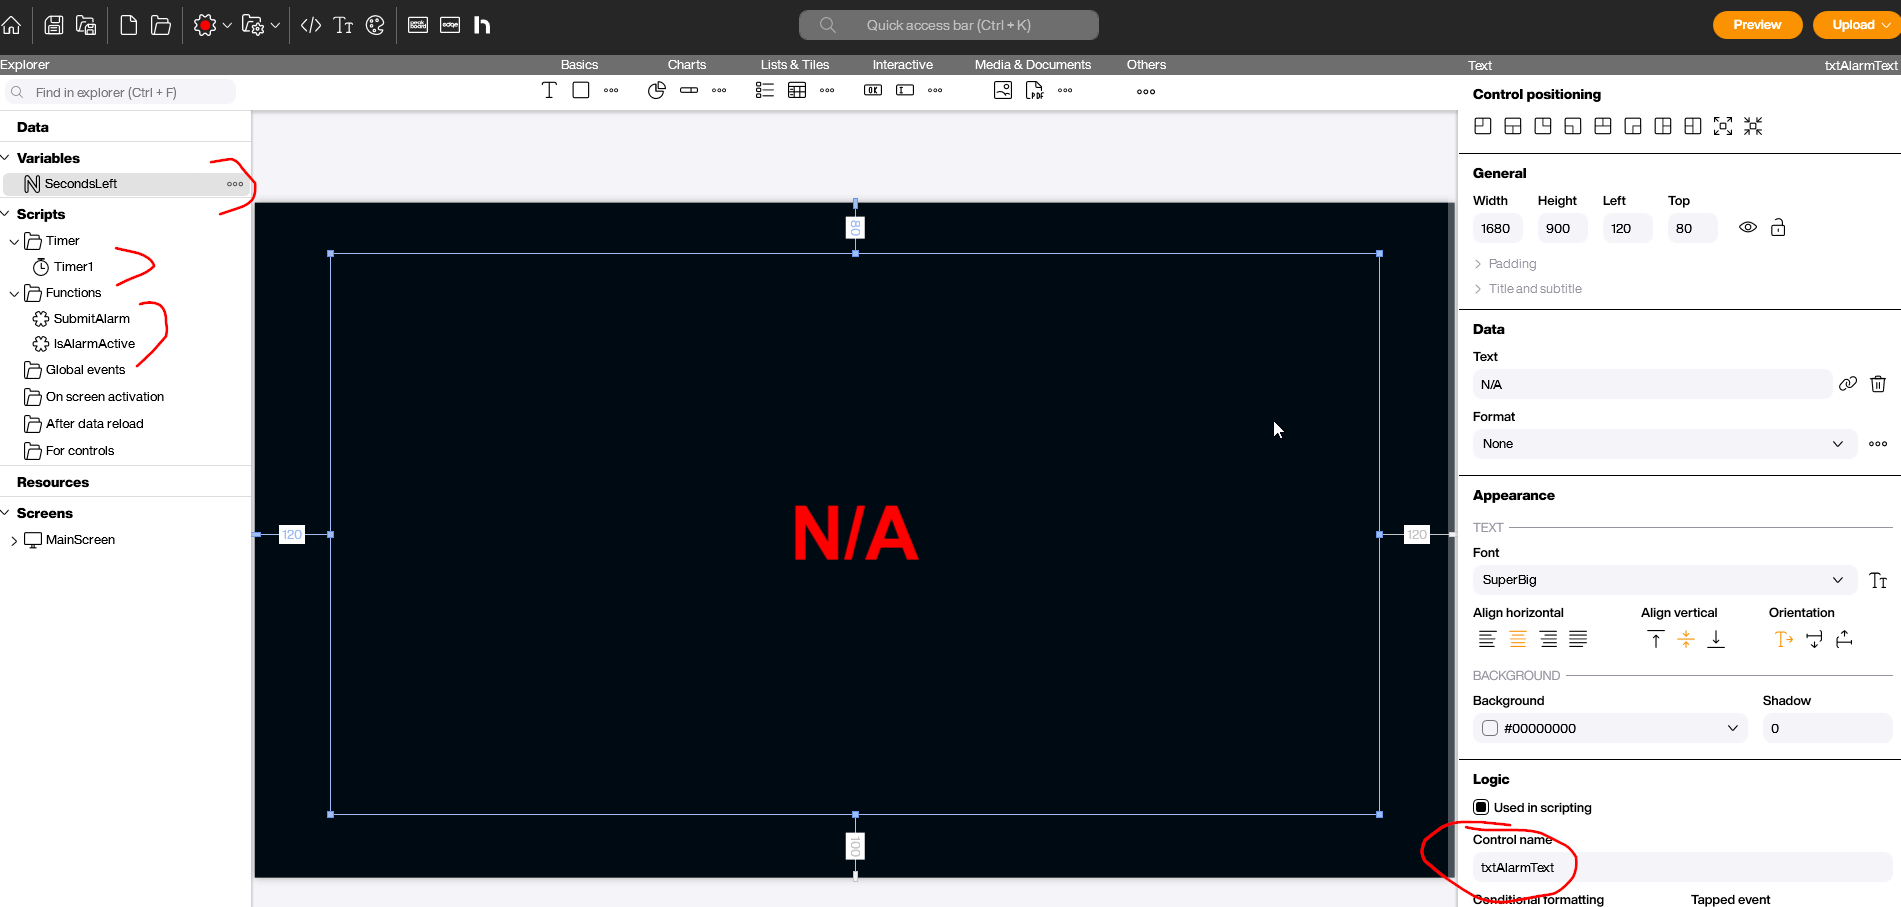 Quick access bar (Ctrl + K)
Preview
Upload
Explorer
Basics
Charts
Lists & Tiles
Interactive
Media & Documents
Others
Text
txtAlarmText
Find in explorer (Ctrl + F)
Data
Variables
SecondsLeft
Scripts
Timer
Timer1
Functions
SubmitAlarm
IsAlarmActive
Global events
On screen activation
After data reload
For controls
Resources
Screens
MainScreen
80
120
N/A
120
100
Control positioning
General
Width Height Left Top
1680 900 120 80
Padding
Title and subtitle
Data
Text
N/A
Format
None
Appearance
TEXT
Font
SuperBig
Align horizontal Align vertical Orientation
BACKGROUND
Background Shadow
#00000000 0
Logic
Used in scripting
Control name
txtAlarmText
Conditional formatting Tapped event